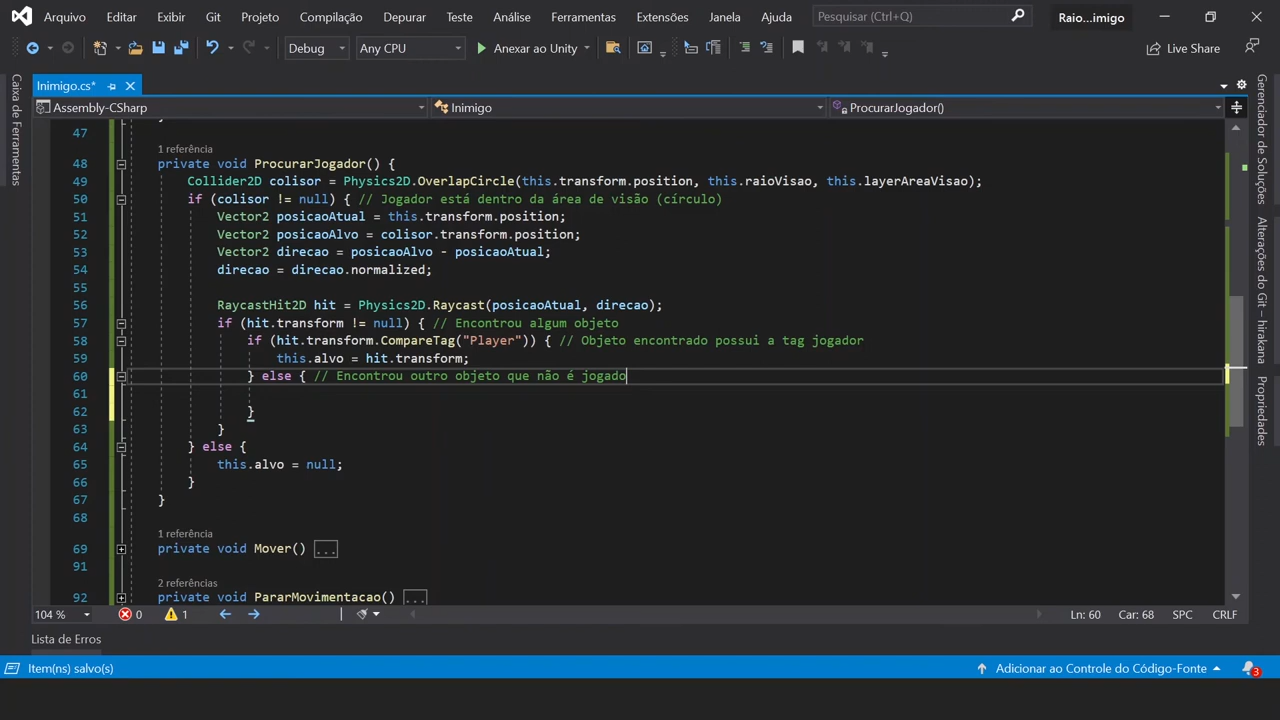 Arquivo Editar Exibir Git Projeto Compilação Depurar Teste Análise Ferramentas Extensões Janela Ajuda Pesquisar (Ctrl+Q) Raio...imigo
Debug Any CPU Anexar ao Unity Live Share
Caixa de Ferramentas
Inimigo.cs*
Assembly-CSharp Inimigo ProcurarJogador()
47
1 referência
48 private void ProcurarJogador() {
49 Collider2D colisor = Physics2D.OverlapCircle(this.transform.position, this.raioVisao, this.layerAreaVisao);
50 if (colisor != null) { // Jogador está dentro da área de visão (círculo)
51 Vector2 posicaoAtual = this.transform.position;
52 Vector2 posicaoAlvo = colisor.transform.position;
53 Vector2 direcao = posicaoAlvo - posicaoAtual;
54 direcao = direcao.normalized;
55
56 RaycastHit2D hit = Physics2D.Raycast(posicaoAtual, direcao);
57 if (hit.transform != null) { // Encontrou algum objeto
58 if (hit.transform.CompareTag("Player")) { // Objeto encontrado possui a tag jogador
59 this.alvo = hit.transform;
60 } else { // Encontrou outro objeto que não é jogado
61
62 }
63 }
64 } else {
65 this.alvo = null;
66 }
67 }
68
1 referência
69 private void Mover() ...
91
2 referências
92 private void PararMovimentacao() ...
104 % 0 1 Ln: 60 Car: 68 SPC CRLF
Lista de Erros
Item(ns) salvo(s) Adicionar ao Controle do Código-Fonte 3
Gerenciador de Soluções
Alterações do Git – hirakana
Propriedades